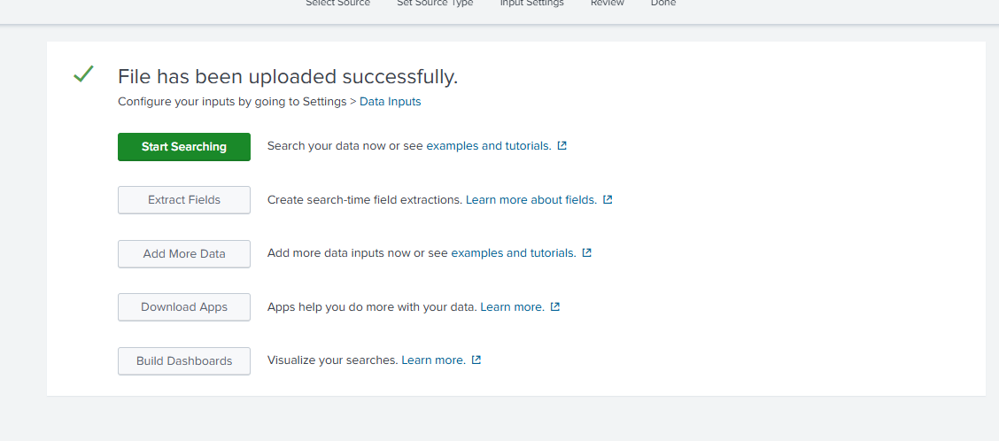 Select Source Set Source Type Input Settings Review Done
File has been uploaded successfully.
Configure your inputs by going to Settings > Data Inputs
Start Searching Search your data now or see examples and tutorials.
Extract Fields Create search-time field extractions. Learn more about fields.
Add More Data Add more data inputs now or see examples and tutorials.
Download Apps Apps help you do more with your data. Learn more.
Build Dashboards Visualize your searches. Learn more.